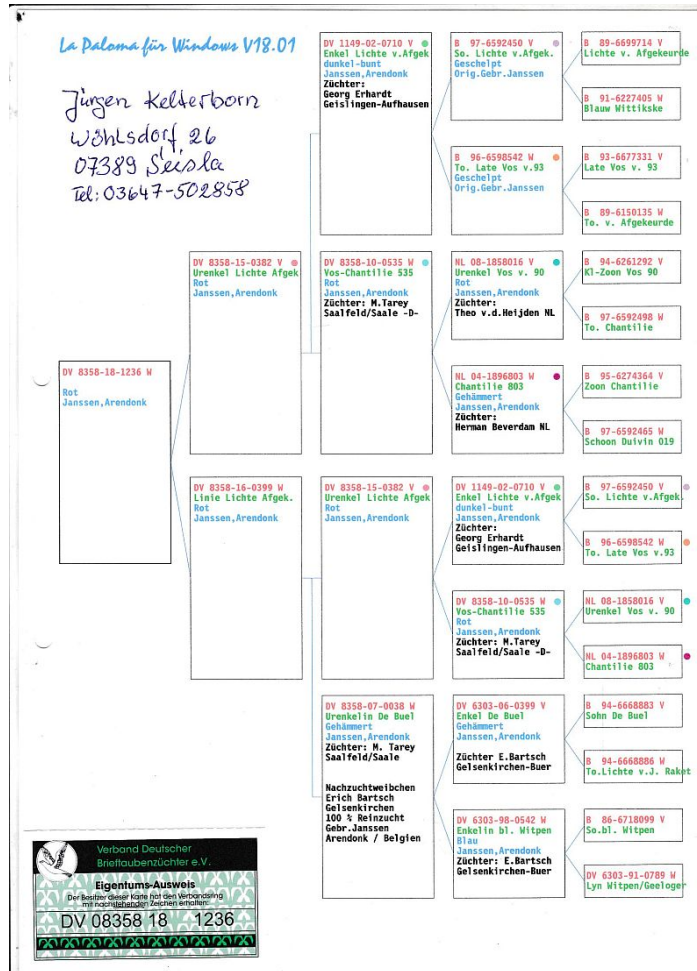 La Paloma für Windows V18.01
Jürgen Kelterborn
Wöhlsdorf 26
07389 Seisla
Tel: 03647-502858
DV 8358-18-1236 W
Rot
Janssen,Arendonk
DV 8358-15-0382 V
Urenkel Lichte Afgek
Rot
Janssen,Arendonk
DV 8358-16-0399 W
Linie Lichte Afgek.
Rot
Janssen,Arendonk
DV 1149-02-0710 V
Enkel Lichte v.Afgek
dunkel-bunt
Janssen,Arendonk
Züchter:
Georg Erhardt
Geislingen-Aufhausen
DV 8358-10-0535 W
Vos-Chantilie 535
Rot
Janssen,Arendonk
Züchter: M.Tarey
Saalfeld/Saale -D-
DV 8358-15-0382 V
Urenkel Lichte Afgek
Rot
Janssen,Arendonk
DV 8358-07-0038 W
Urenkelin De Buel
Gehämmert
Janssen,Arendonk
Züchter: M. Tarey
Saalfeld/Saale
Nachzuchtweibchen
Erich Bartsch
Gelsenkirchen
100 % Reinzucht
Gebr.Janssen
Arendonk / Belgien
B 97-6592450 V
So. Lichte v.Afgek.
Geschelpt
Orig.Gebr.Janssen
B 96-6598542 W
To. Late Vos v.93
Geschelpt
Orig.Gebr.Janssen
NL 08-1858016 V
Urenkel Vos v. 90
Rot
Janssen,Arendonk
Züchter:
Theo v.d.Heijden NL
NL 04-1896803 W
Chantilie 803
Gehämmert
Janssen,Arendonk
Züchter:
Herman Beverdam NL
DV 1149-02-0710 V
Enkel Lichte v.Afgek
dunkel-bunt
Janssen,Arendonk
Züchter:
Georg Erhardt
Geislingen-Aufhausen
DV 8358-10-0535 W
Vos-Chantilie 535
Rot
Janssen,Arendonk
Züchter: M.Tarey
Saalfeld/Saale -D-
DV 6303-06-0399 V
Enkel De Buel
Gehämmert
Janssen,Arendonk
Züchter E.Bartsch
Gelsenkirchen-Buer
DV 6303-98-0542 W
Enkelin bl. Witpen
Blau
Janssen,Arendonk
Züchter: E.Bartsch
Gelsenkirchen-Buer
B 89-6699714 V
Lichte v. Afgekeurde
B 91-6227405 W
Blauw Wittikske
B 93-6677331 V
Late Vos v. 93
B 89-6150135 W
To. v. Afgekeurde
B 94-6261292 V
Kl-Zoon Vos 90
B 97-6592498 W
To. Chantilie
B 95-6274364 V
Zoon Chantilie
B 97-6592465 W
Schoon Duivin 019
B 97-6592450 V
So. Lichte v.Afgek.
B 96-6598542 W
To. Late Vos v.93
NL 08-1858016 V
Urenkel Vos v. 90
NL 04-1896803 W
Chantilie 803
B 94-6668883 V
Sohn De Buel
B 94-6668886 W
To.Lichte v.J. Raket
B 86-6718099 V
So.bl. Witpen
DV 6303-91-0789 W
Lyn Witpen/Geeloger
Verband Deutscher
Brieftaubenzüchter e.V.
Eigentums-Ausweis
Der Besitzer dieser Karte hat den Verbandsring
mit nachstehenden Zeichen erhalten:
DV 08358 18 1236